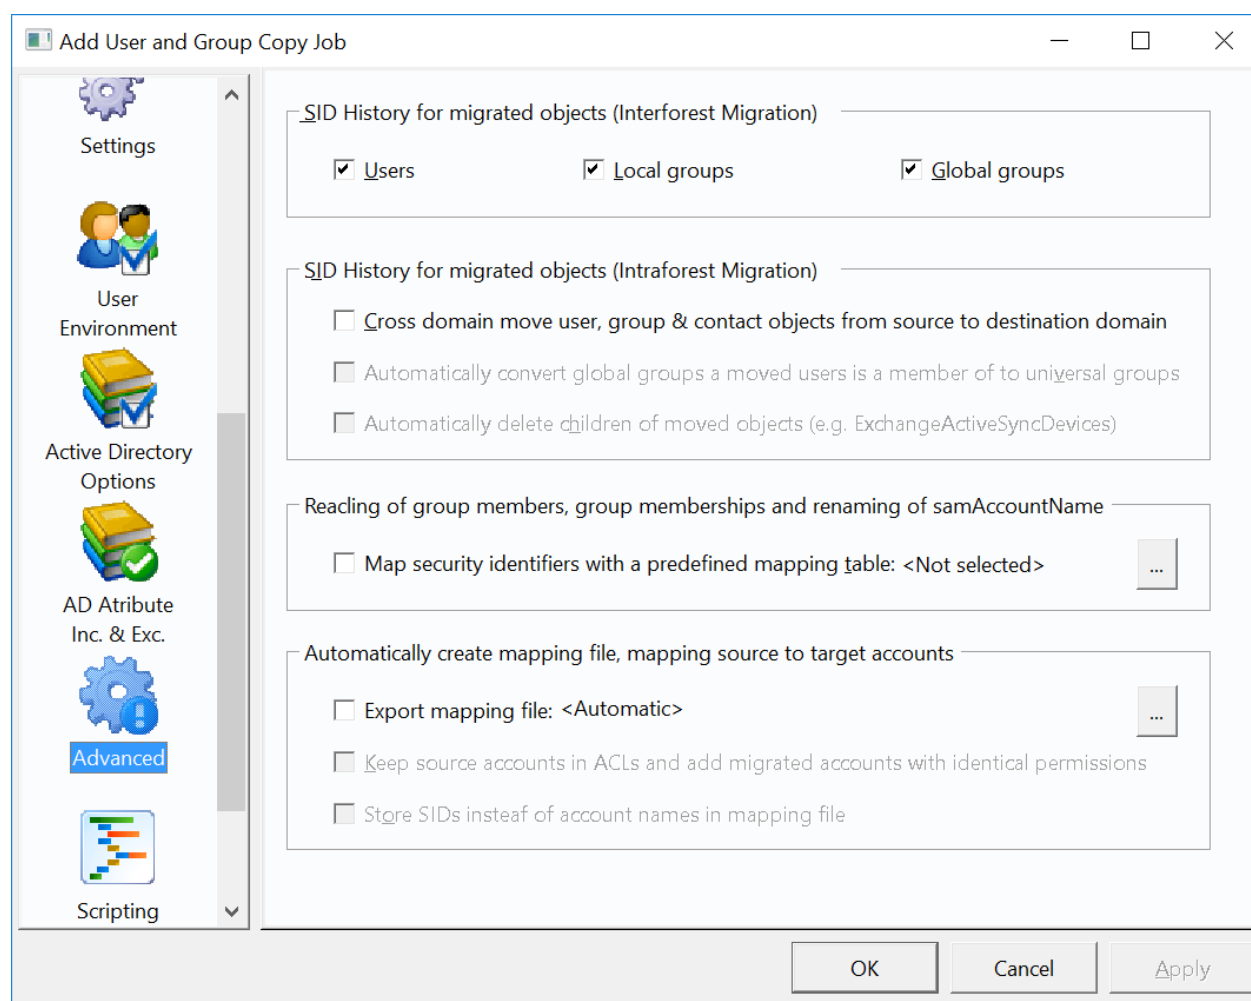 Add User and Group Copy Job
Settings
User
Environment
Active Directory
Options
AD Atribute
Inc. & Exc.
Advanced
Scripting
SID History for migrated objects (Interforest Migration)
Users
Local groups
Global groups
SID History for migrated objects (Intraforest Migration)
Cross domain move user, group & contact objects from source to destination domain
Automatically convert global groups a moved users is a member of to universal groups
Automatically delete children of moved objects (e.g. ExchangeActiveSyncDevices)
Reacling of group members, group memberships and renaming of samAccountName
Map security identifiers with a predefined mapping table: <Not selected>
...
Automatically create mapping file, mapping source to target accounts
Export mapping file: <Automatic>
...
Keep source accounts in ACLs and add migrated accounts with identical permissions
Store SIDs insteaf of account names in mapping file
OK
Cancel
Apply